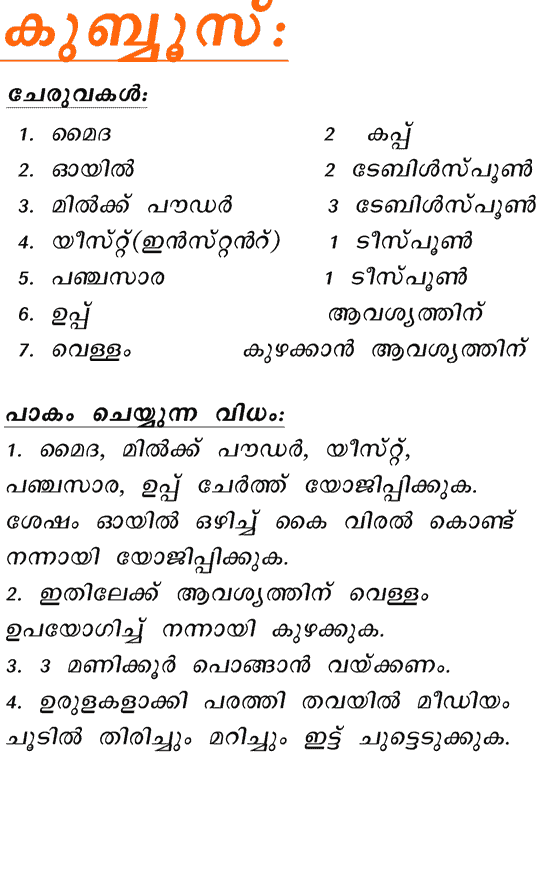 കുബ്ബൂസ്:
ചേരുവകൾ:
1. മൈദ 2 കപ്പ്
2. ഓയിൽ 2 ടേബിൾസ്പൂൺ
3. മിൽക്ക് പൗഡർ 3 ടേബിൾസ്പൂൺ
4. യീസ്റ്റ്(ഇൻസ്റ്റൻറ്) 1 ടീസ്പൂൺ
5. പഞ്ചസാര 1 ടീസ്പൂൺ
6. ഉപ്പ് ആവശ്യത്തിന്
7. വെള്ളം കുഴക്കാൻ ആവശ്യത്തിന്
പാകം ചെയ്യുന്ന വിധം:
1. മൈദ, മിൽക്ക് പൗഡർ, യീസ്റ്റ്,
പഞ്ചസാര, ഉപ്പ് ചേർത്ത് യോജിപ്പിക്കുക.
ശേഷം ഓയിൽ ഒഴിച്ച് കൈ വിരൽ കൊണ്ട്
നന്നായി യോജിപ്പിക്കുക.
2. ഇതിലേക്ക് ആവശ്യത്തിന് വെള്ളം
ഉപയോഗിച്ച് നന്നായി കുഴക്കുക.
3. 3 മണിക്കൂർ പൊങ്ങാൻ വയ്ക്കണം.
4. ഉരുളകളാക്കി പരത്തി തവയിൽ മീഡിയം
ചൂടിൽ തിരിച്ചും മറിച്ചും ഇട്ട് ചുട്ടെടുക്കുക.